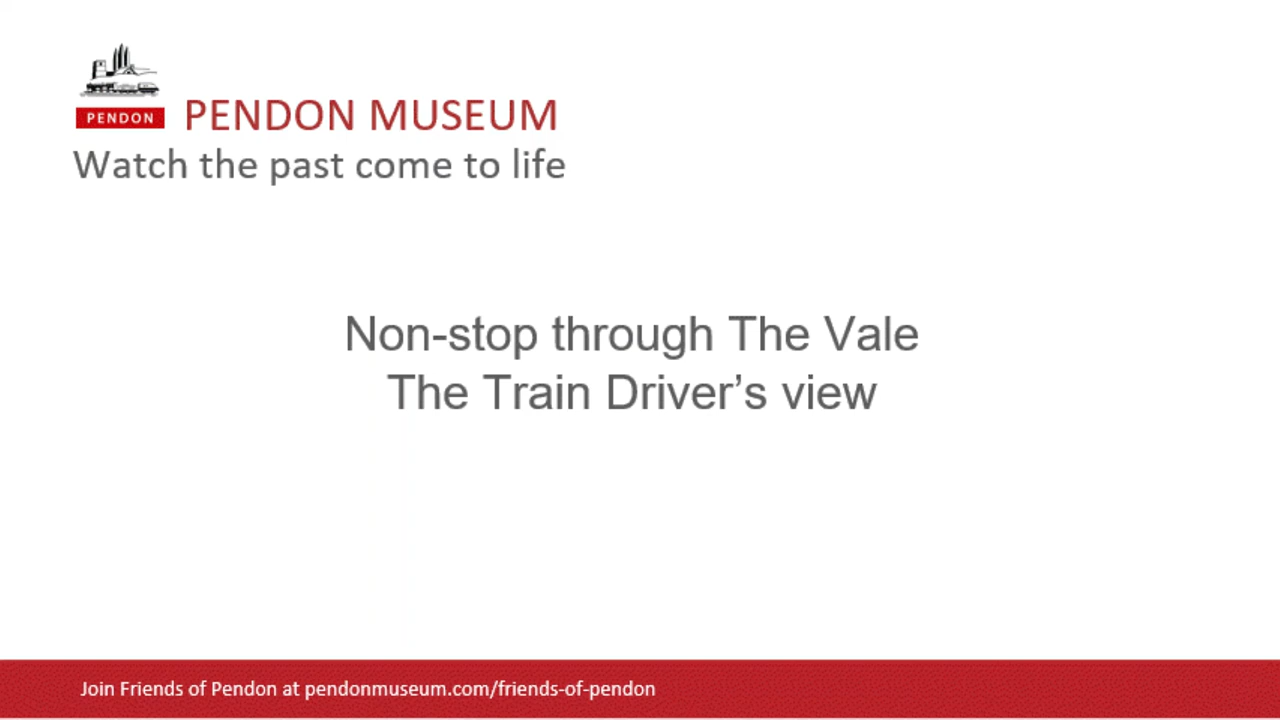 PENDON
PENDON MUSEUM
Watch the past come to life
Non-stop through The Vale
The Train Driver’s view
Join Friends of Pendon at pendonmuseum.com/friends-of-pendon